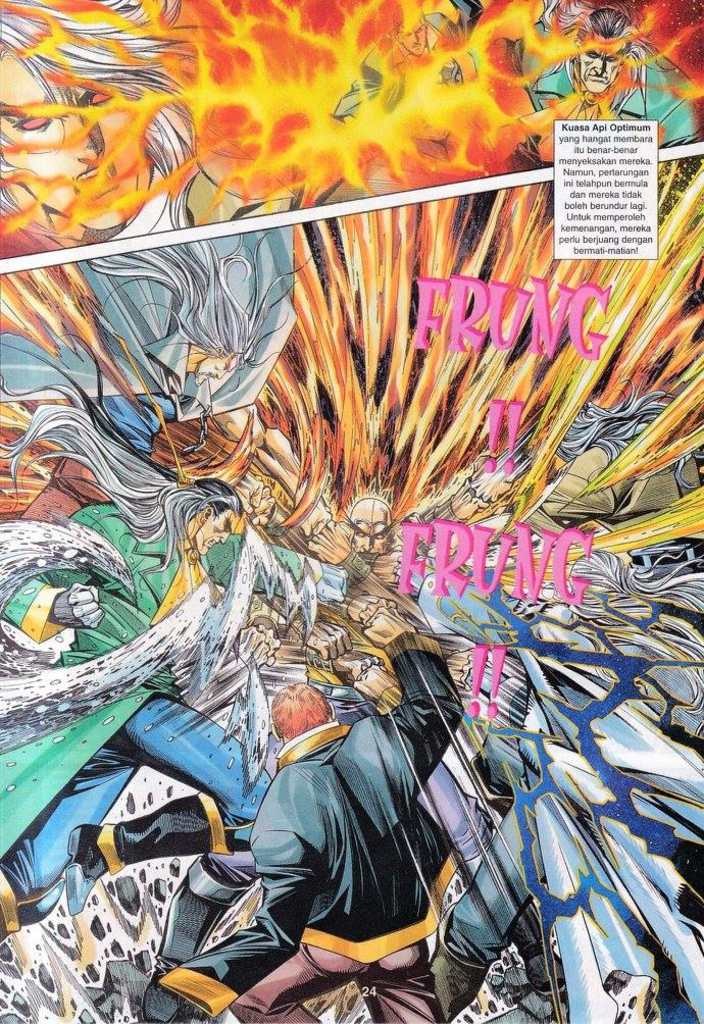 Kuasa Api Optimum
yang hangat membara
itu benar-benar
menyeksakan mereka.
Namun, pertarungan
ini telahpun bermula
dan mereka tidak
boleh berundur lagi.
Untuk memperoleh
kemenangan, mereka
perlu berjuang dengan
bermati-matian!
FRUNG
!!
FRUNG
!!
24